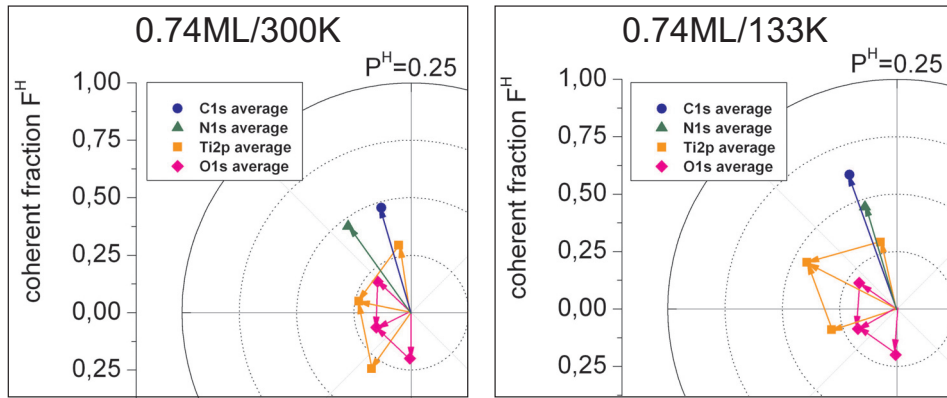 0.74ML/300K
P^H=0.25
coherent fraction F^H
1,00
0,75
0,50
0,25
0,00
0,25
C1s average
N1s average
Ti2p average
O1s average
0.74ML/133K
P^H=0.25
coherent fraction F^H
1,00
0,75
0,50
0,25
0,00
0,25
C1s average
N1s average
Ti2p average
O1s average